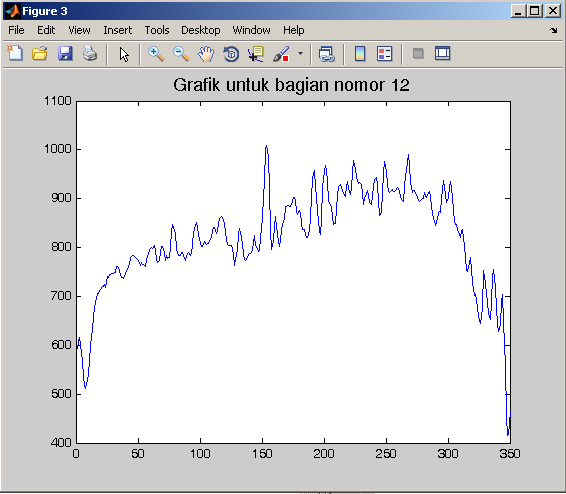 Figure 3
File Edit View Insert Tools Desktop Window Help
Grafik untuk bagian nomor 12
1100
1000
900
800
700
600
500
400
0 50 100 150 200 250 300 350